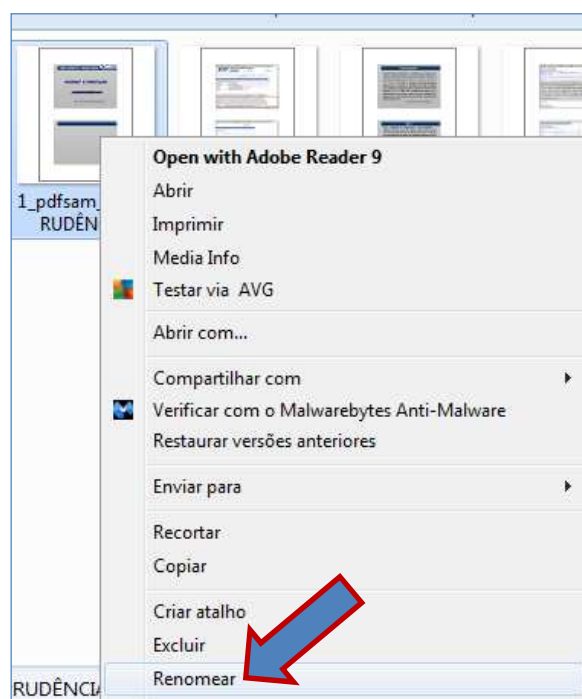 Open with Adobe Reader 9
Abrir
1_pdfsam_
RUDÊN
Imprimir
Media Info
Testar via AVG
Abrir com...
Compartilhar com
Verificar com o Malwarebytes Anti-Malware
Restaurar versões anteriores
Enviar para
Recortar
Copiar
Criar atalho
Excluir
Renomear
RUDÊNCIA